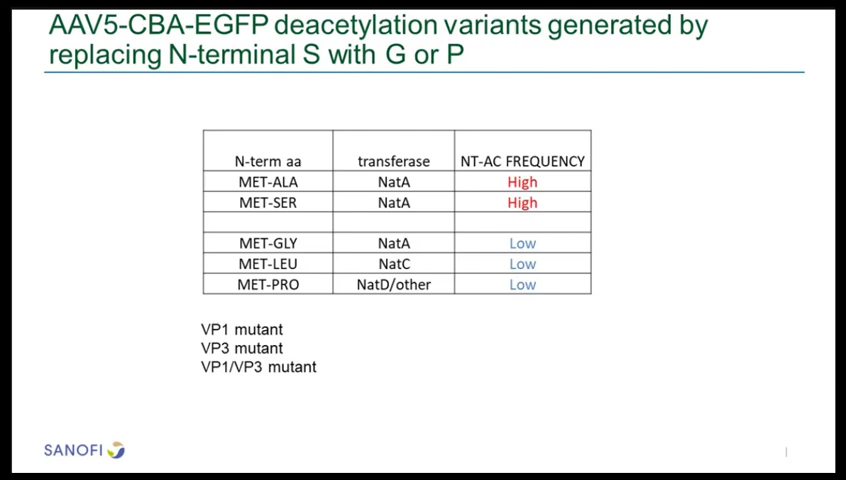 AAV5-CBA-EGFP deacetylation variants generated by
replacing N-terminal S with G or P
N-term aa transferase NT-AC FREQUENCY
MET-ALA NatA High
MET-SER NatA High
MET-GLY NatA Low
MET-LEU NatC Low
MET-PRO NatD/other Low
VP1 mutant
VP3 mutant
VP1/VP3 mutant
SANOFI